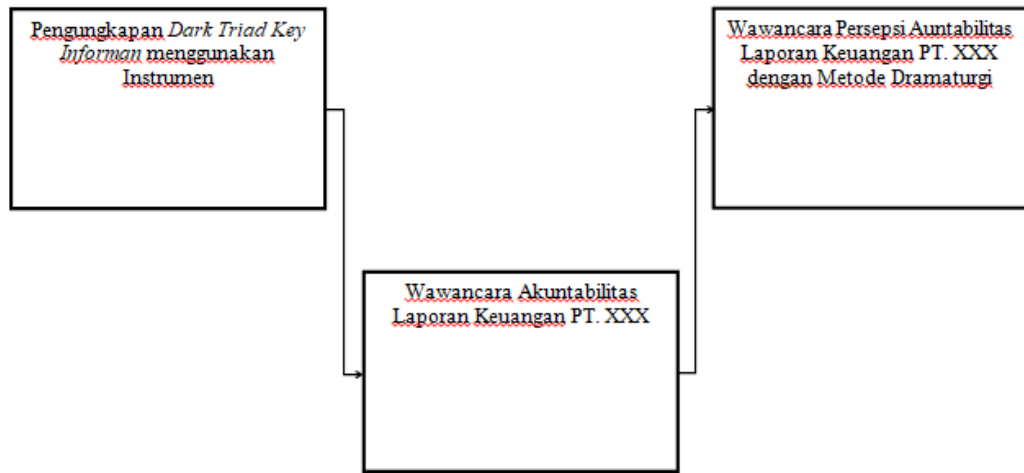 Pengungkapan Dark Triad Key
Informan menggunakan
Instrumen
Wawancara Akuntabilitas
Laporan Keuangan PT. XXX
Wawancara Persepsi Auntabilitas
Laporan Keuangan PT. XXX
dengan Metode Dramaturgi